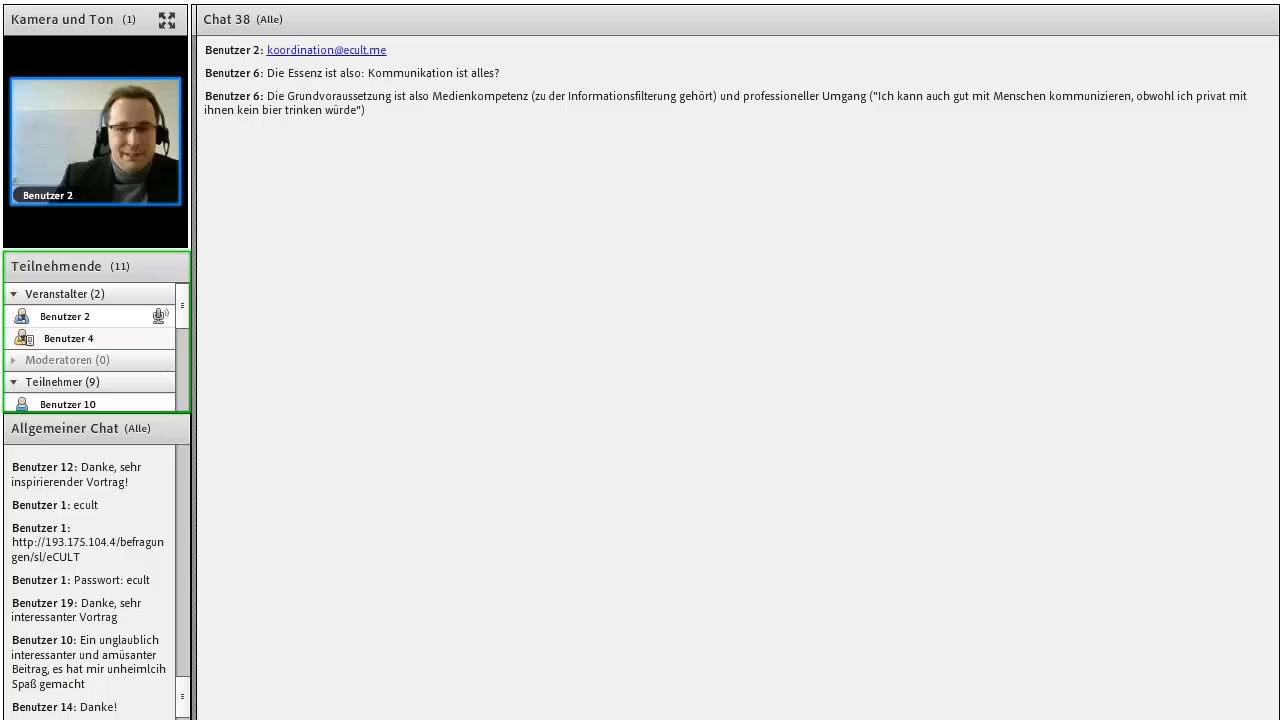 Kamera und Ton (1)
Benutzer 2
Teilnehmende (11)
Veranstalter (2)
Benutzer 2
Benutzer 4
Moderatoren (0)
Teilnehmer (9)
Benutzer 10
Allgemeiner Chat (Alle)
Benutzer 12: Danke, sehr
inspirierender Vortrag!
Benutzer 1: ecult
Benutzer 1:
http://193.175.104.4/befragun
gen/sl/eCULT
Benutzer 1: Passwort: ecult
Benutzer 19: Danke, sehr
interessanter Vortrag
Benutzer 10: Ein unglaublich
interessanter und amüsanter
Beitrag, es hat mir unheimlcih
Spaß gemacht
Benutzer 14: Danke!
Chat 38 (Alle)
Benutzer 2: koordination@ecult.me
Benutzer 6: Die Essenz ist also: Kommunikation ist alles?
Benutzer 6: Die Grundvoraussetzung ist also Medienkompetenz (zu der Informationsfilterung gehört) und professioneller Umgang ("Ich kann auch gut mit Menschen kommunizieren, obwohl ich privat mit
ihnen kein bier trinken würde")